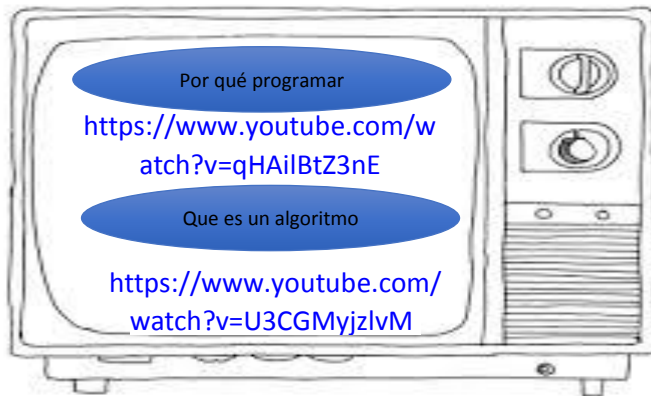 Por qué programar
https://www.youtube.com/w
atch?v=qHAilBtZ3nE
Que es un algoritmo
https://www.youtube.com/
watch?v=U3CGMyjzlvM